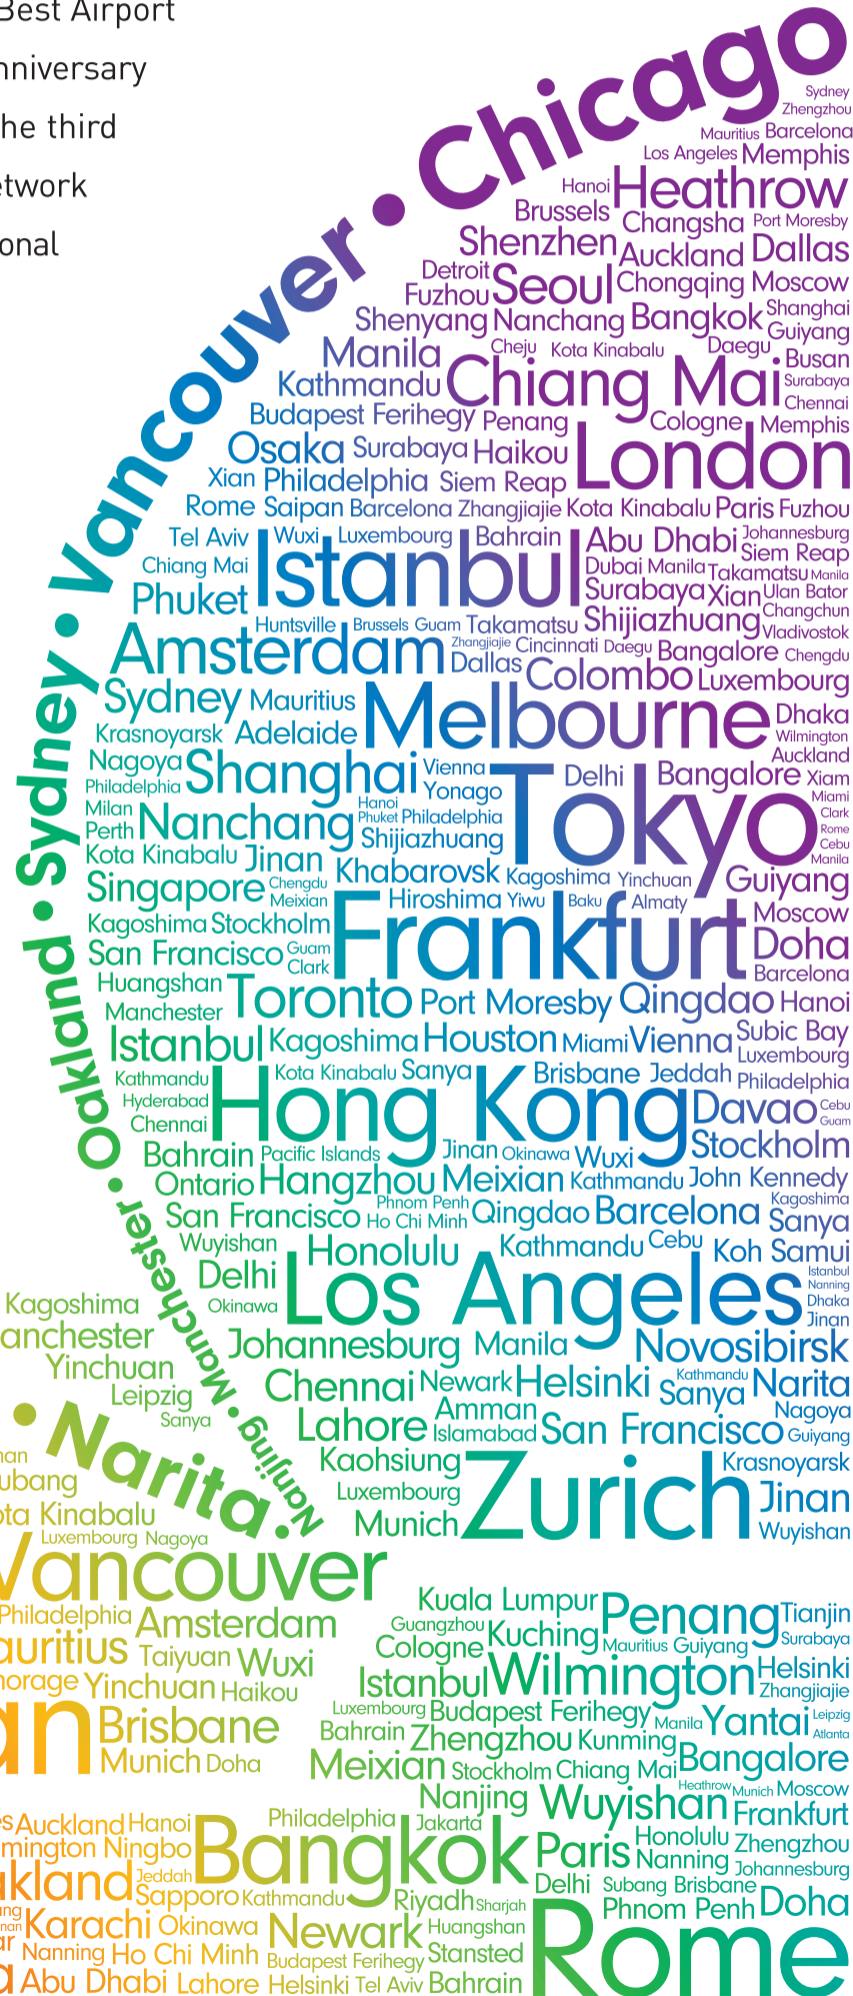 Best Airport
nniversary
he third
etwork
onal
Nanjing • Manchester • Oakland • Sydney • Vancouver • Chicago
Sydney
Zhengzhou
Mauritius Barcelona
Los Angeles Memphis
Hanoi Heathrow
Brussels Changsha Port Moresby
Shenzhen Auckland Dallas
Detroit Seoul Chongqing Moscow
Fuzhou Shanghai
Shenyang Nanchang Bangkok Guiyang
Manila Cheju Kota Kinabalu Daegu Busan
Kathmandu Chiang Mai Surabaya
Chennai
Budapest Ferihegy Penang Cologne Memphis
Osaka Surabaya Haikou London
Xian Philadelphia Siem Reap
Rome Saipan Barcelona Zhangjiajie Kota Kinabalu Paris Fuzhou
Tel Aviv Wuxi Luxembourg Bahrain Abu Dhabi Johannesburg
Siem Reap
Chiang Mai Istanbul Dubai Manila Takamatsu Manila
Phuket Surabaya Xian Ulan Bator
Changchun
Huntsville Brussels Guam Takamatsu Shijiazhuang Vladivostok
Amsterdam Zhangjiajie Cincinnati Daegu Bangalore Chengdu
Dallas Colombo Luxembourg
Sydney Mauritius Melbourne Dhaka
Krasnoyarsk Adelaide Wilmington
Auckland
Nagoya Shanghai Vienna Delhi Bangalore Xiam
Philadelphia Yonago Tokyo Miami
Milan Hanoi Clark
Perth Nanchang Phuket Philadelphia Rome
Shijiazhuang Cebu
Kota Kinabalu Jinan Manila
Khabarovsk Kagoshima Yinchuan Guiyang
Singapore Chengdu
Meixian Hiroshima Yiwu Baku Almaty
Kagoshima Stockholm Frankfurt Moscow
San Francisco Guam Doha
Clark Barcelona
Huangshan Toronto Port Moresby Qingdao Hanoi
Manchester
Istanbul Kagoshima Houston Miami Vienna Subic Bay
Luxembourg
Kathmandu Kota Kinabalu Sanya Brisbane Jeddah Philadelphia
Hyderabad Hong Kong Davao Cebu
Chennai Guam
Bahrain Pacific Islands Jinan Okinawa Wuxi Stockholm
Ontario Hangzhou Meixian Kathmandu John Kennedy
San Francisco Phnom Penh Qingdao Barcelona Kagoshima
Ho Chi Minh Sanya
Wuyishan Honolulu Kathmandu Cebu Koh Samui
Delhi Los Angeles Istanbul
Nanning
Okinawa Dhaka
Jinan
Kagoshima
anchester Johannesburg Manila Novosibirsk
Yinchuan Chennai Newark Helsinki Kathmandu Narita
Leipzig Sanya
Sanya Lahore Amman San Francisco Nagoya
Islamabad Guiyang
• Narita •
nan Kaohsiung Zurich Krasnoyarsk
ubang Luxembourg Jinan
ota Kinabalu Munich Wuyishan
Luxembourg Nagoya
Vancouver
Kuala Lumpur Penang Tianjin
Philadelphia Amsterdam Guangzhou Kuching Surabaya
auritius Taiyuan Wuxi Cologne Mauritius Guiyang
horage Yinchuan Haikou Istanbul Wilmington Helsinki
Zhangjiajie
an Brisbane Luxembourg Budapest Ferihegy Manila Yantai Leipzig
Bahrain Zhengzhou Kunming Atlanta
Munich Doha Meixian Stockholm Chiang Mai Bangalore
Nanjing Heathrow Munich Moscow
Wuyishan Frankfurt
es Auckland Hanoi Philadelphia Jakarta
mington Ningbo Bangkok Paris Honolulu Zhengzhou
Nanning Johannesburg
akland Jeddah Delhi Subang Brisbane
Sapporo Kathmandu Riyadh Sharjah Phnom Penh Doha
ang
nan Karachi Okinawa Newark Huangshan Rome
ar Nanning Ho Chi Minh Budapest Ferihegy Stansted
a Abu Dhabi Lahore Helsinki Tel Aviv Bahrain